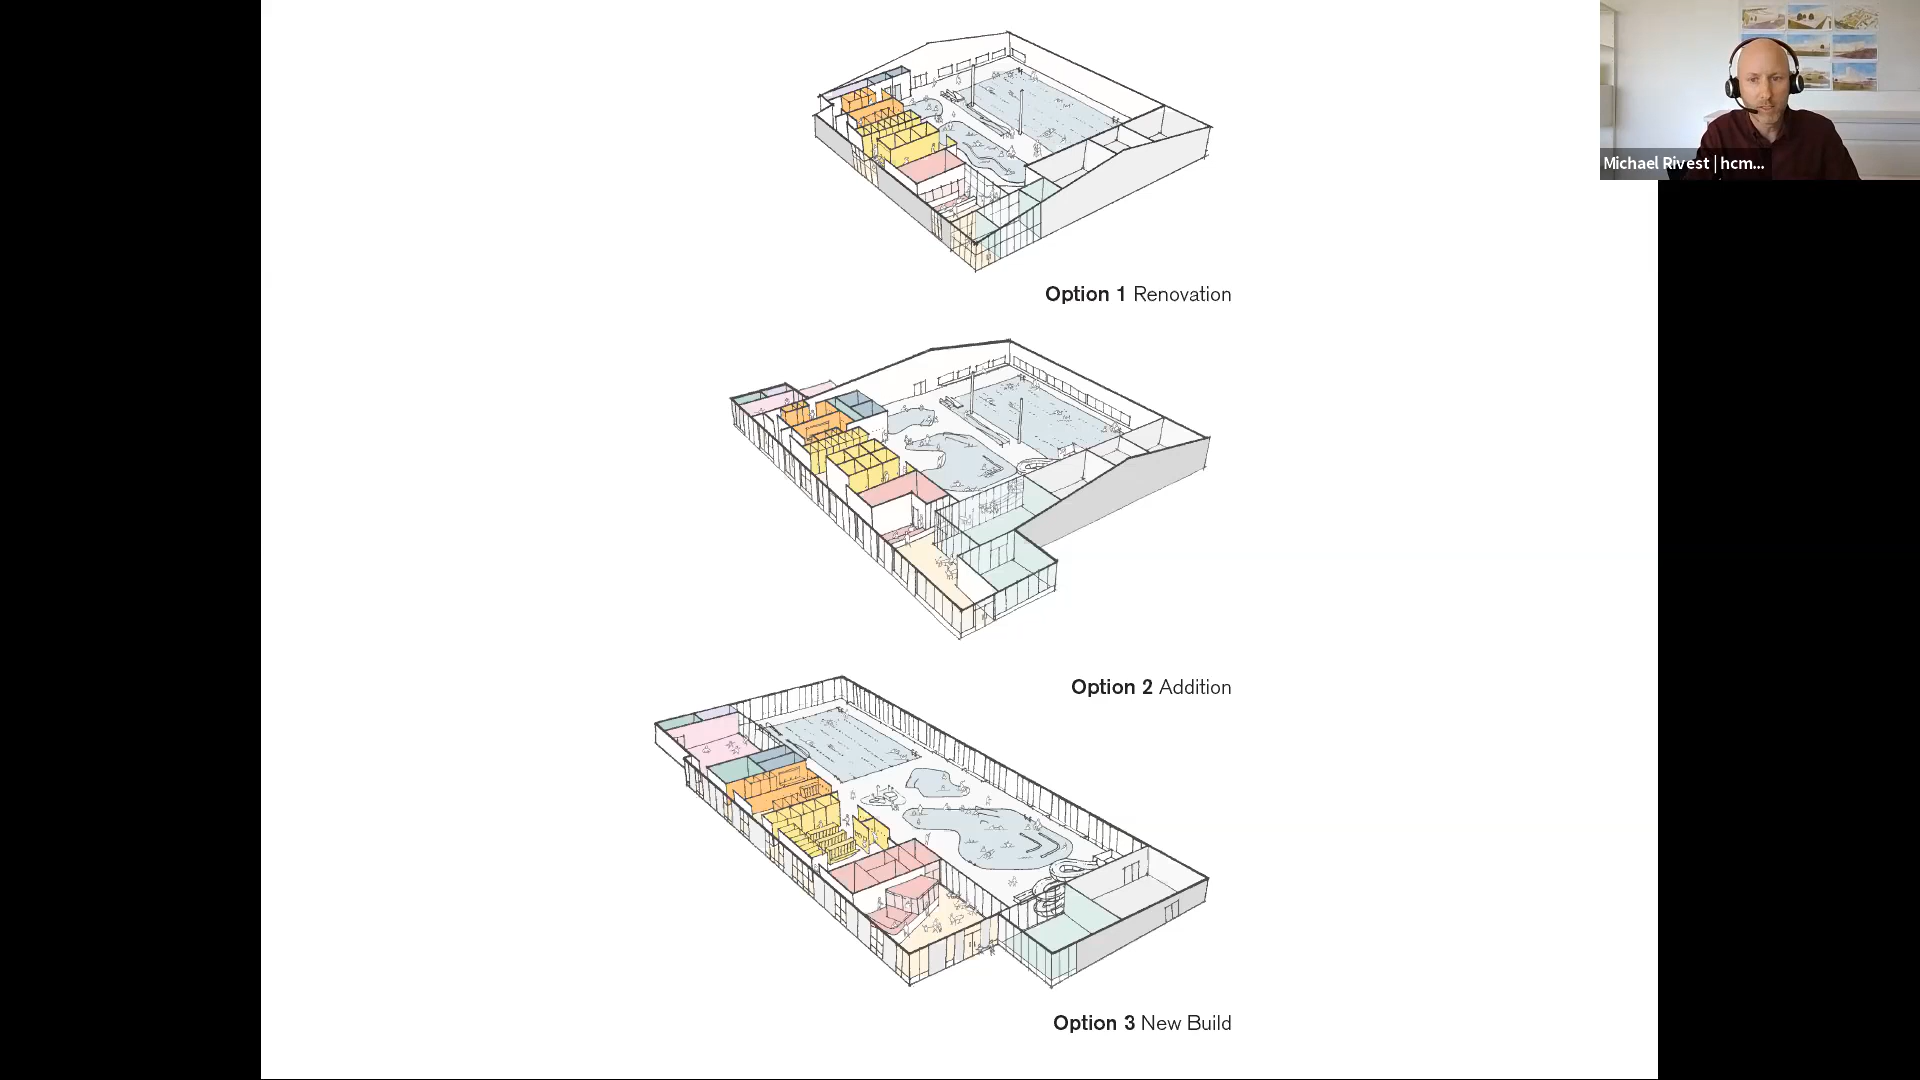 Michael Rivest | hcm...
Option 1 Renovation
Option 2 Addition
Option 3 New Build